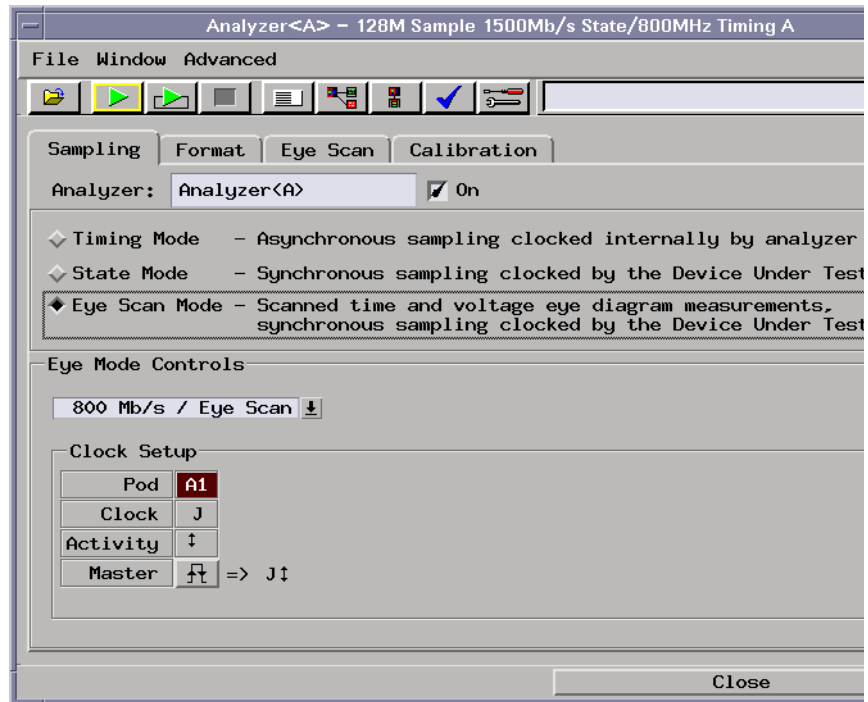 Analyzer<A> - 128M Sample 1500Mb/s State/800MHz Timing A
File Window Advanced
Sampling Format Eye Scan Calibration
Analyzer: Analyzer<A> On
Timing Mode - Asynchronous sampling clocked internally by analyzer
State Mode - Synchronous sampling clocked by the Device Under Test
Eye Scan Mode - Scanned time and voltage eye diagram measurements,
synchronous sampling clocked by the Device Under Test
Eye Mode Controls
800 Mb/s / Eye Scan
Clock Setup
Pod A1
Clock J
Activity ↕
Master => J↕
Close